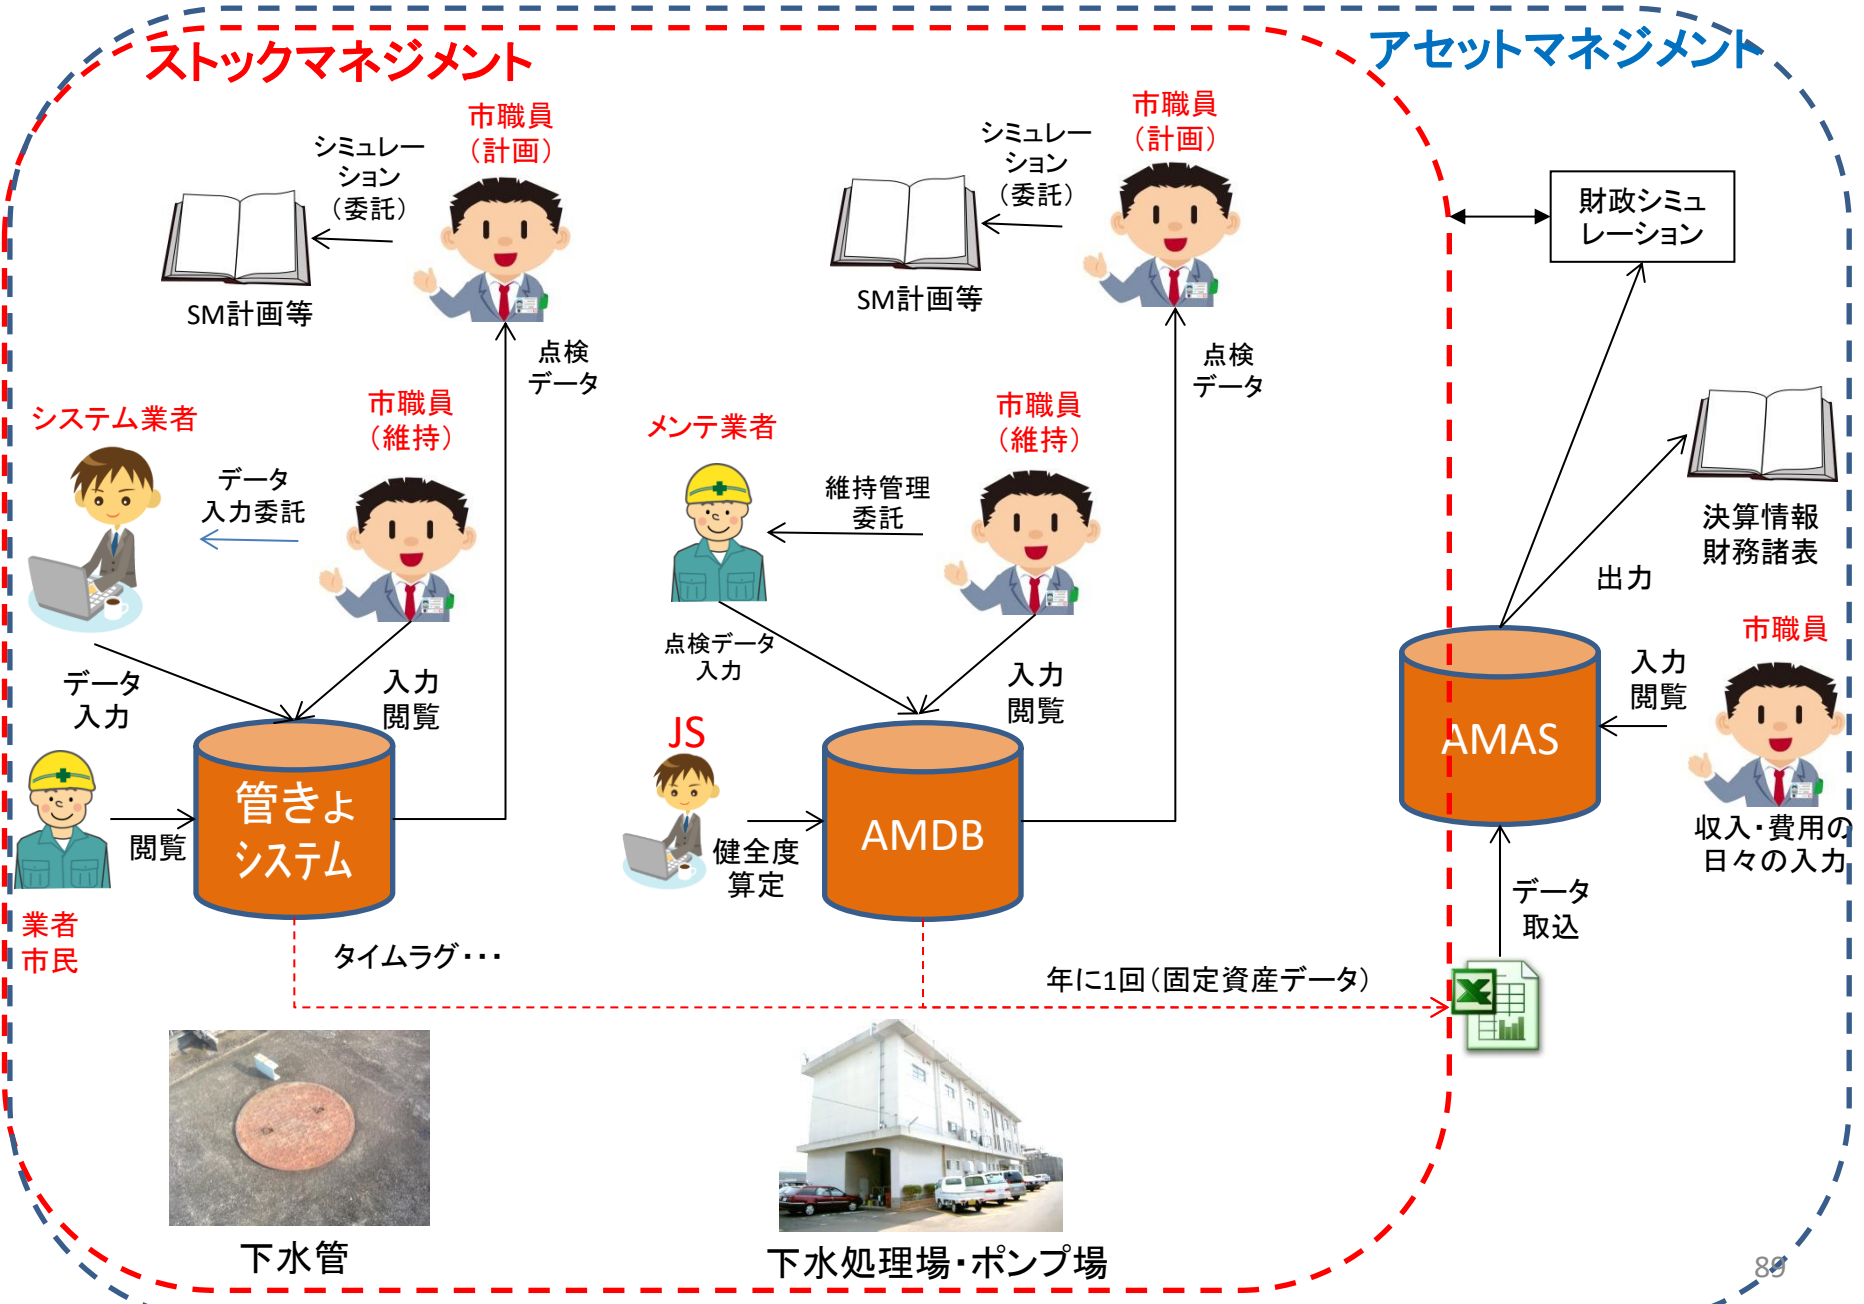 ストックマネジメント
アセットマネジメント
市職員
（計画）
シミュレー
ション
（委託）
SM計画等
点検
データ
システム業者
市職員
（維持）
データ
入力委託
データ
入力
入力
閲覧
管きょ
システム
閲覧
業者
市民
タイムラグ・・・
下水管
市職員
（計画）
シミュレー
ション
（委託）
SM計画等
点検
データ
メンテ業者
市職員
（維持）
維持管理
委託
点検データ
入力
入力
閲覧
JS
健全度
算定
AMDB
年に1回（固定資産データ）
下水処理場・ポンプ場
財政シミュ
レーション
決算情報
財務諸表
出力
市職員
入力
閲覧
AMAS
収入・費用の
日々の入力
データ
取込
89